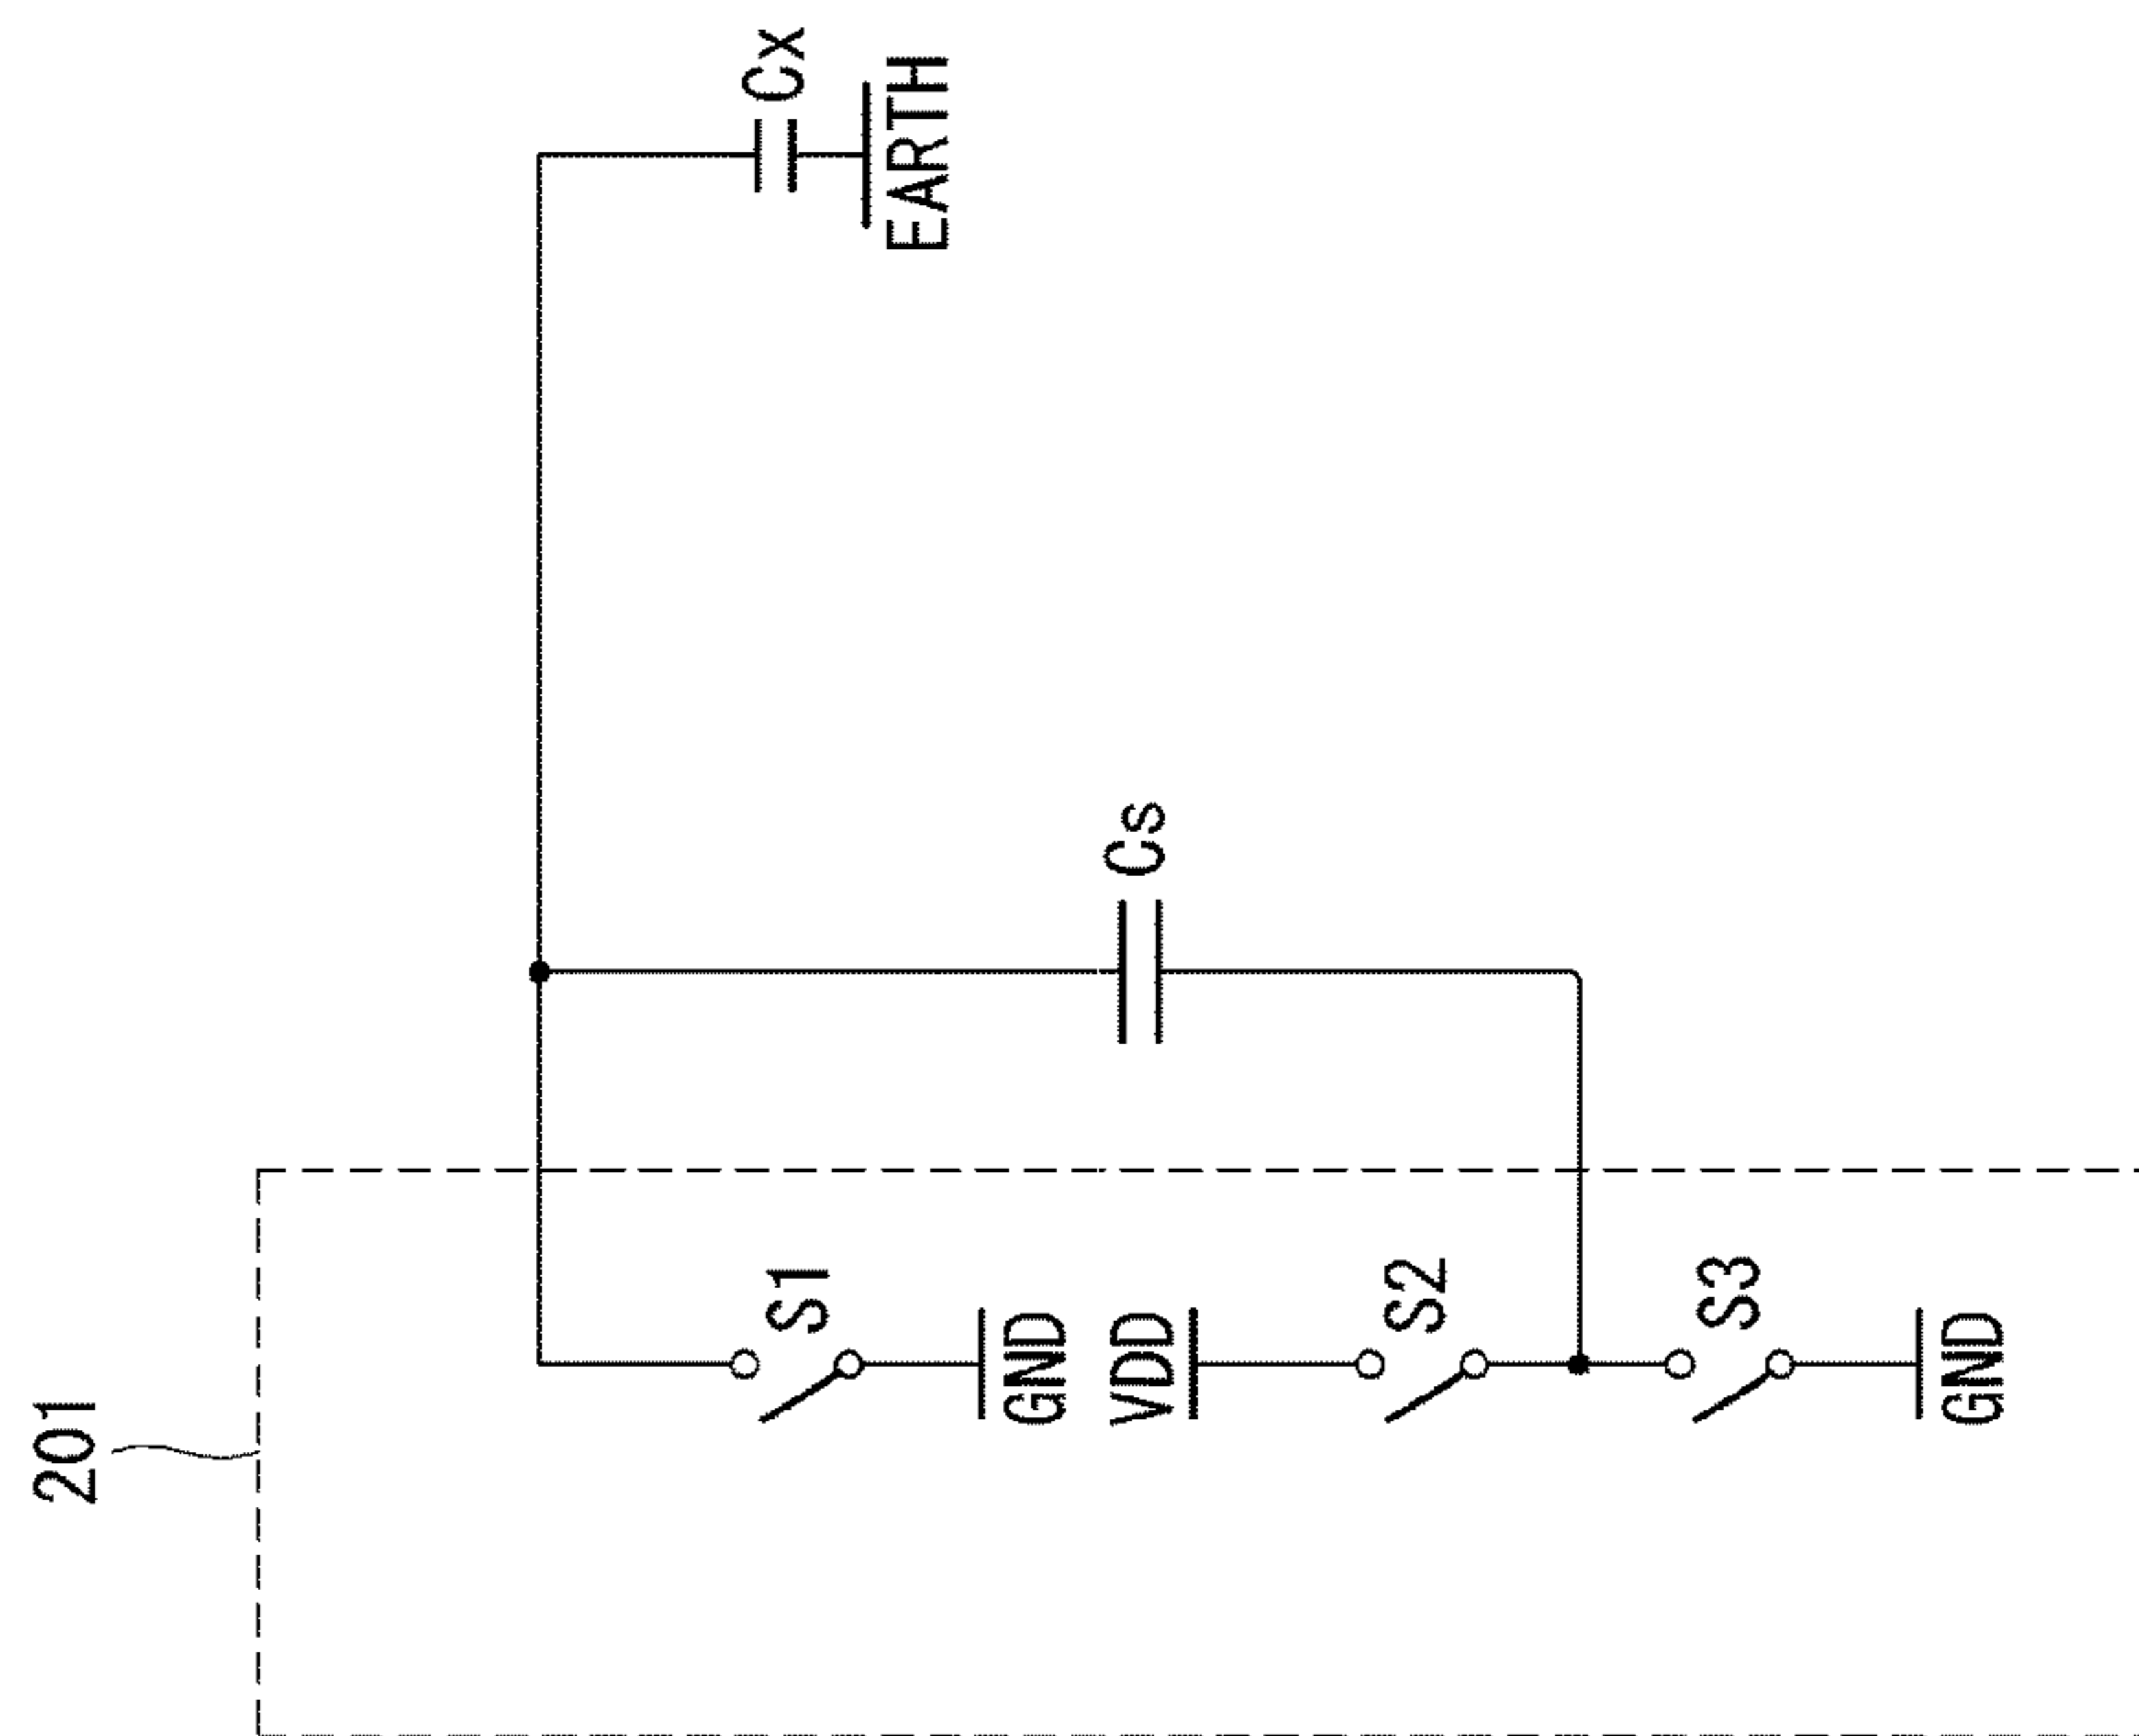 201
Cx
EARTH
Cs
S1
GND
VDD
S2
S3
GND